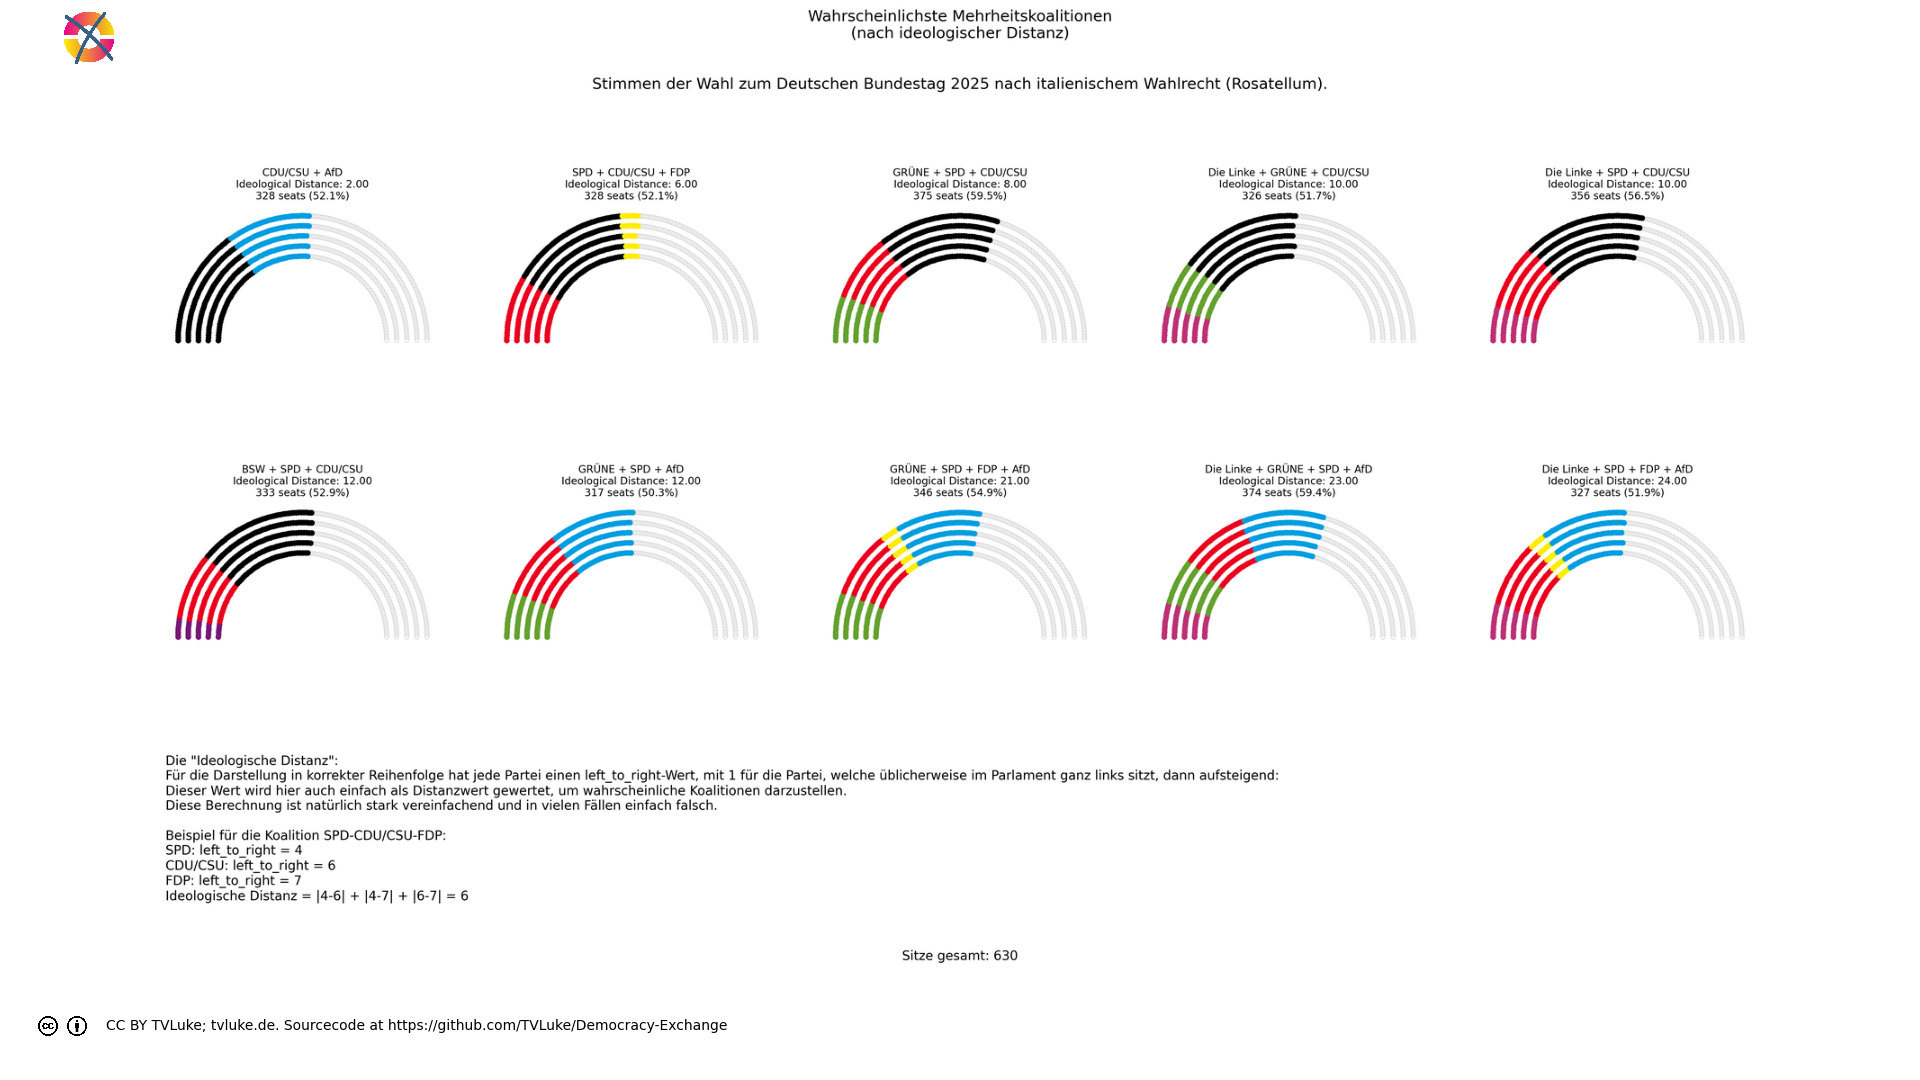 Wahrscheinlichste Mehrheitskoalitionen
(nach ideologischer Distanz)
Stimmen der Wahl zum Deutschen Bundestag 2025 nach italienischem Wahlrecht (Rosatellum).
CDU/CSU + AfD
Ideological Distance: 2.00
328 seats (52.1%)
SPD + CDU/CSU + FDP
Ideological Distance: 6.00
328 seats (52.1%)
GRÜNE + SPD + CDU/CSU
Ideological Distance: 8.00
375 seats (59.5%)
Die Linke + GRÜNE + CDU/CSU
Ideological Distance: 10.00
326 seats (51.7%)
Die Linke + SPD + CDU/CSU
Ideological Distance: 10.00
356 seats (56.5%)
BSW + SPD + CDU/CSU
Ideological Distance: 12.00
333 seats (52.9%)
GRÜNE + SPD + AfD
Ideological Distance: 12.00
317 seats (50.3%)
GRÜNE + SPD + FDP + AfD
Ideological Distance: 21.00
346 seats (54.9%)
Die Linke + GRÜNE + SPD + AfD
Ideological Distance: 23.00
374 seats (59.4%)
Die Linke + SPD + FDP + AfD
Ideological Distance: 24.00
327 seats (51.9%)
Die "Ideologische Distanz":
Für die Darstellung in korrekter Reihenfolge hat jede Partei einen left_to_right-Wert, mit 1 für die Partei, welche üblicherweise im Parlament ganz links sitzt, dann aufsteigend:
Dieser Wert wird hier auch einfach als Distanzwert gewertet, um wahrscheinliche Koalitionen darzustellen.
Diese Berechnung ist natürlich stark vereinfachend und in vielen Fällen einfach falsch.
Beispiel für die Koalition SPD-CDU/CSU-FDP:
SPD: left_to_right = 4
CDU/CSU: left_to_right = 6
FDP: left_to_right = 7
Ideologische Distanz = |4-6| + |4-7| + |6-7| = 6
Sitze gesamt: 630
cc CC BY TVLuke; tvluke.de. Sourcecode at https://github.com/TVLuke/Democracy-Exchange